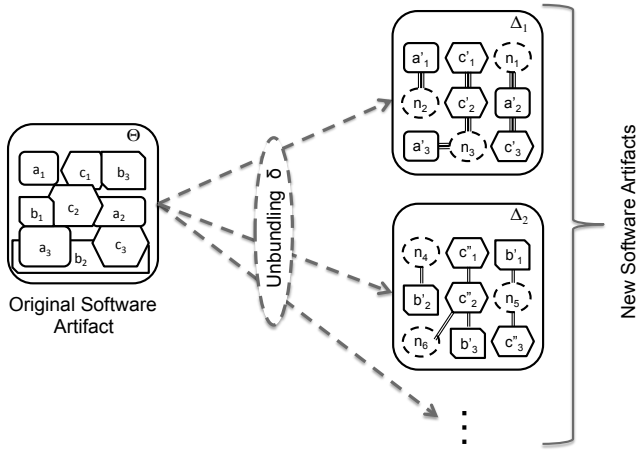 Θ
a₁ c₁ b₃
b₁ c₂ a₂
a₃ b₂ c₃
Original Software
Artifact
Unbundling δ
Δ₁
a'₁ c'₁ n₁
n₂ c'₂ a'₂
a'₃ n₃ c'₃
Δ₂
n₄ c"₁ b'₁
b'₂ c"₂ n₅
n₆ b'₃ c"₃
⋮
New Software Artifacts